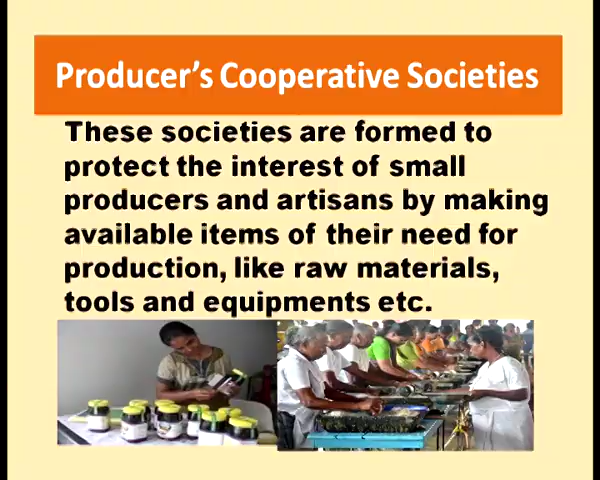 Producer's Cooperative Societies
These societies are formed to
protect the interest of small
producers and artisans by making
available items of their need for
production, like raw materials,
tools and equipments etc.